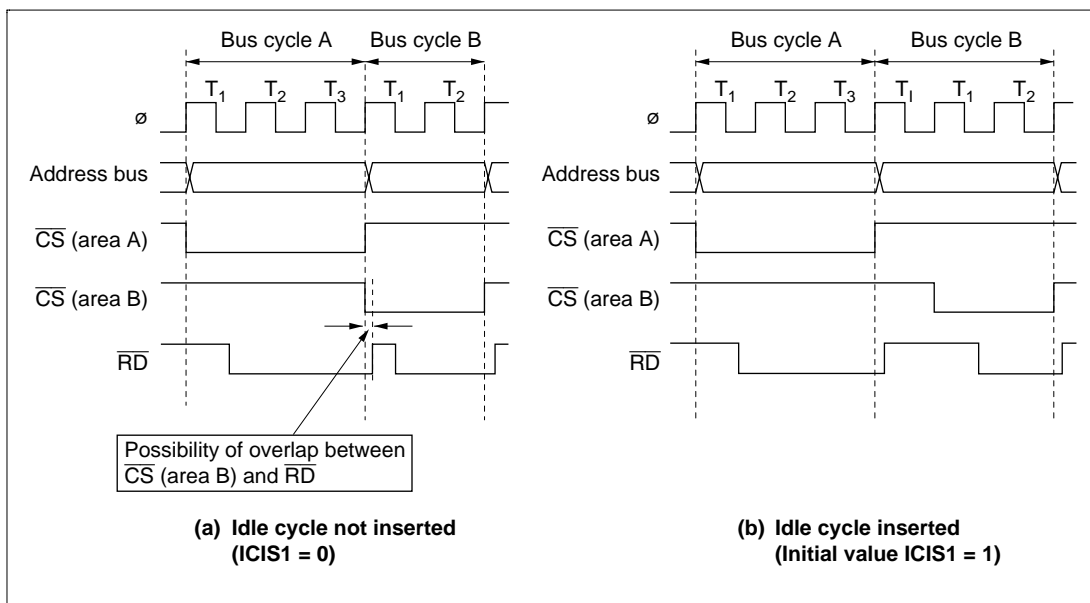 Bus cycle A Bus cycle B
T1 T2 T3 T1 T2
ø
Address bus
CS (area A)
CS (area B)
RD
Possibility of overlap between
CS (area B) and RD
(a) Idle cycle not inserted
(ICIS1 = 0)
Bus cycle A Bus cycle B
T1 T2 T3 TI T1 T2
ø
Address bus
CS (area A)
CS (area B)
RD
(b) Idle cycle inserted
(Initial value ICIS1 = 1)